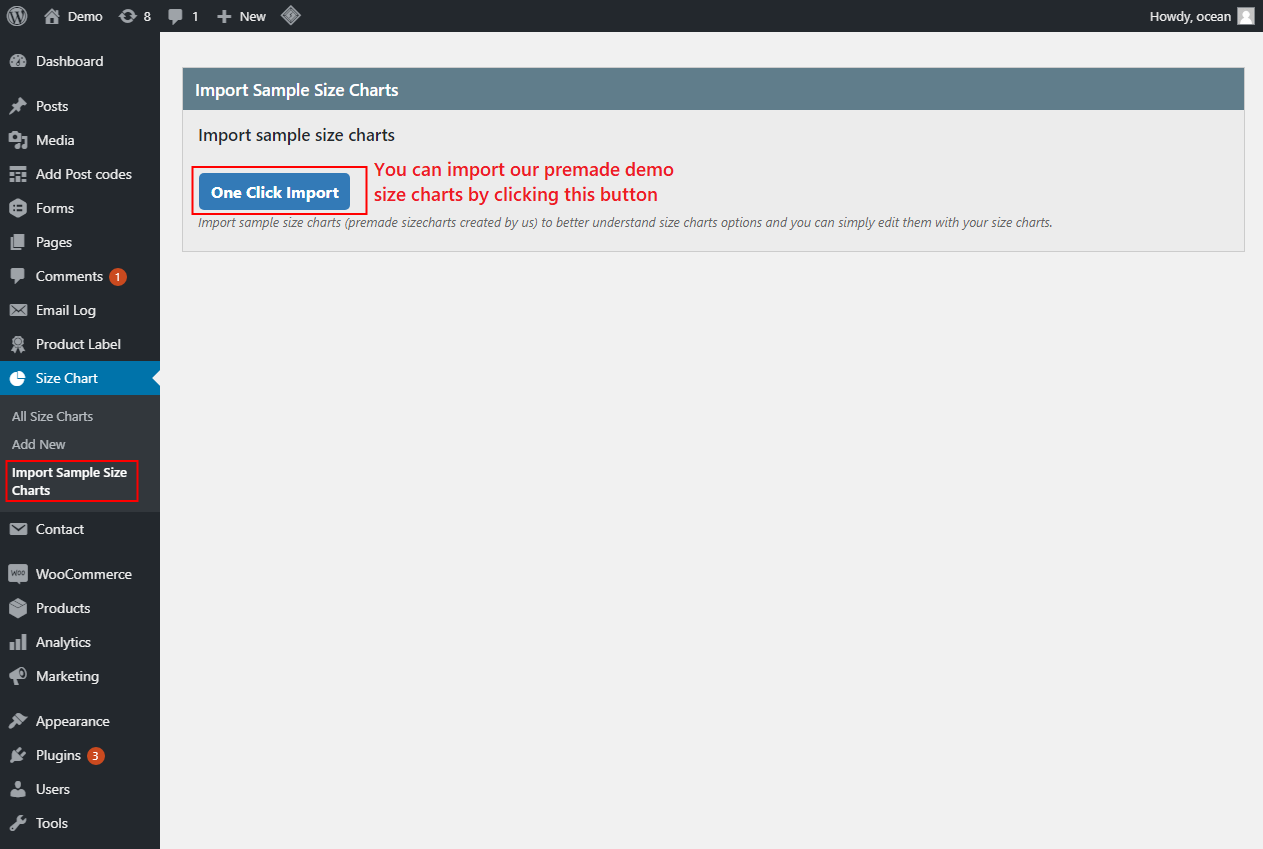 Demo 8 1 New Howdy, ocean
Dashboard
Posts
Media
Add Post codes
Forms
Pages
Comments 1
Email Log
Product Label
Size Chart
All Size Charts
Add New
Import Sample Size
Charts
Contact
Woo WooCommerce
Products
Analytics
Marketing
Appearance
Plugins 3
Users
Tools
Import Sample Size Charts
Import sample size charts
One Click Import
You can import our premade demo
size charts by clicking this button
Import sample size charts (premade sizecharts created by us) to better understand size charts options and you can simply edit them with your size charts.